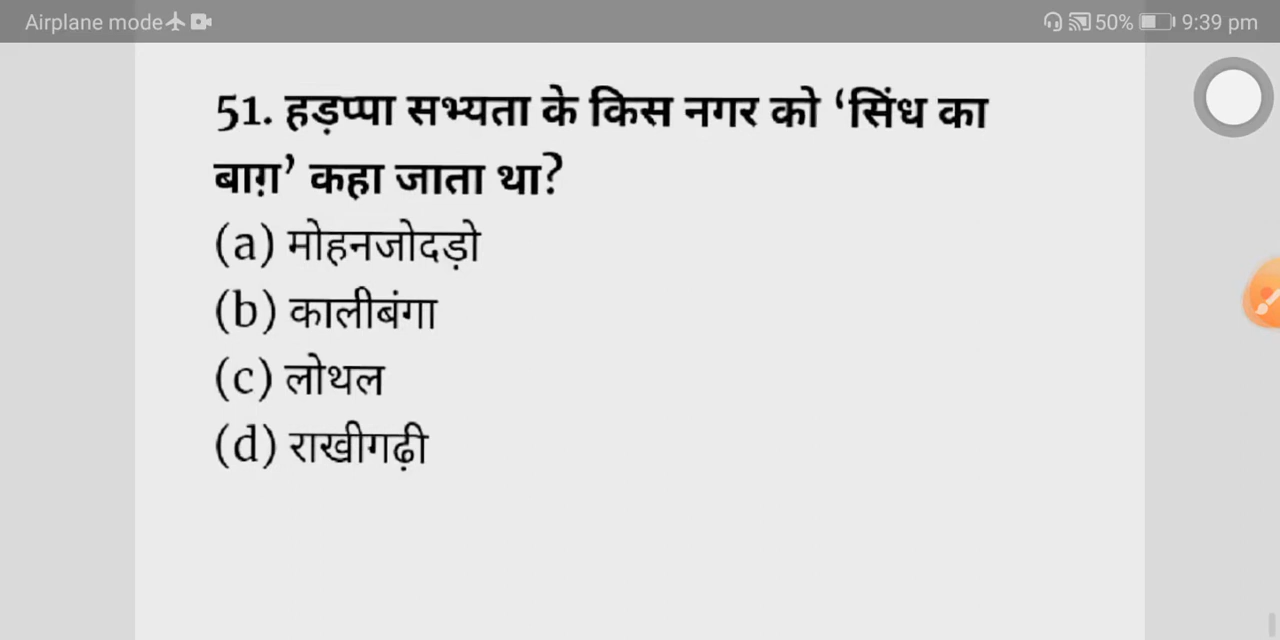 Airplane mode 50% 9:39 pm
51. हड़प्पा सभ्यता के किस नगर को ‘सिंध का
बाग़’ कहा जाता था?
(a) मोहनजोदड़ो
(b) कालीबंगा
(c) लोथल
(d) राखीगढ़ी